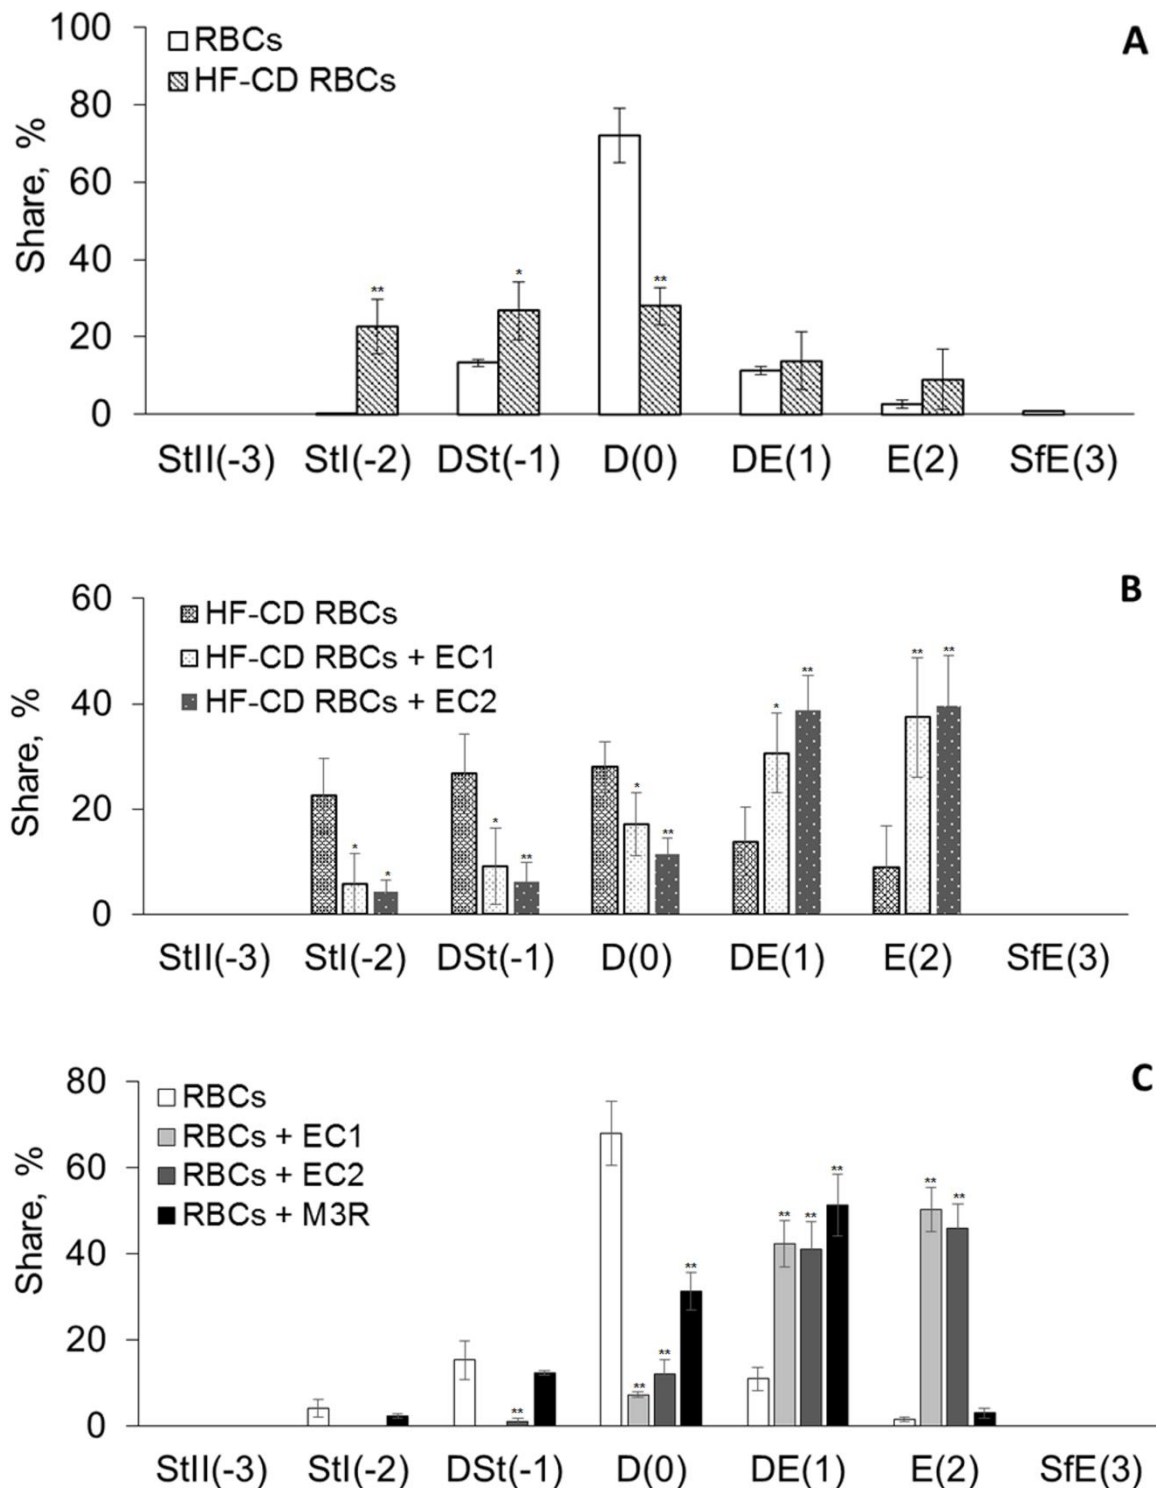 A
100
80
60
40
20
0
Share, %
RBCs
HF-CD RBCs
**
*
**
StII(-3) StI(-2) DSt(-1) D(0) DE(1) E(2) SfE(3)
B
60
40
20
0
Share, %
HF-CD RBCs
HF-CD RBCs + EC1
HF-CD RBCs + EC2
* * * ** * ** * ** ** **
StII(-3) StI(-2) DSt(-1) D(0) DE(1) E(2) SfE(3)
C
80
60
40
20
0
Share, %
RBCs
RBCs + EC1
RBCs + EC2
RBCs + M3R
** ** ** ** ** ** ** ** **
StII(-3) StI(-2) DSt(-1) D(0) DE(1) E(2) SfE(3)